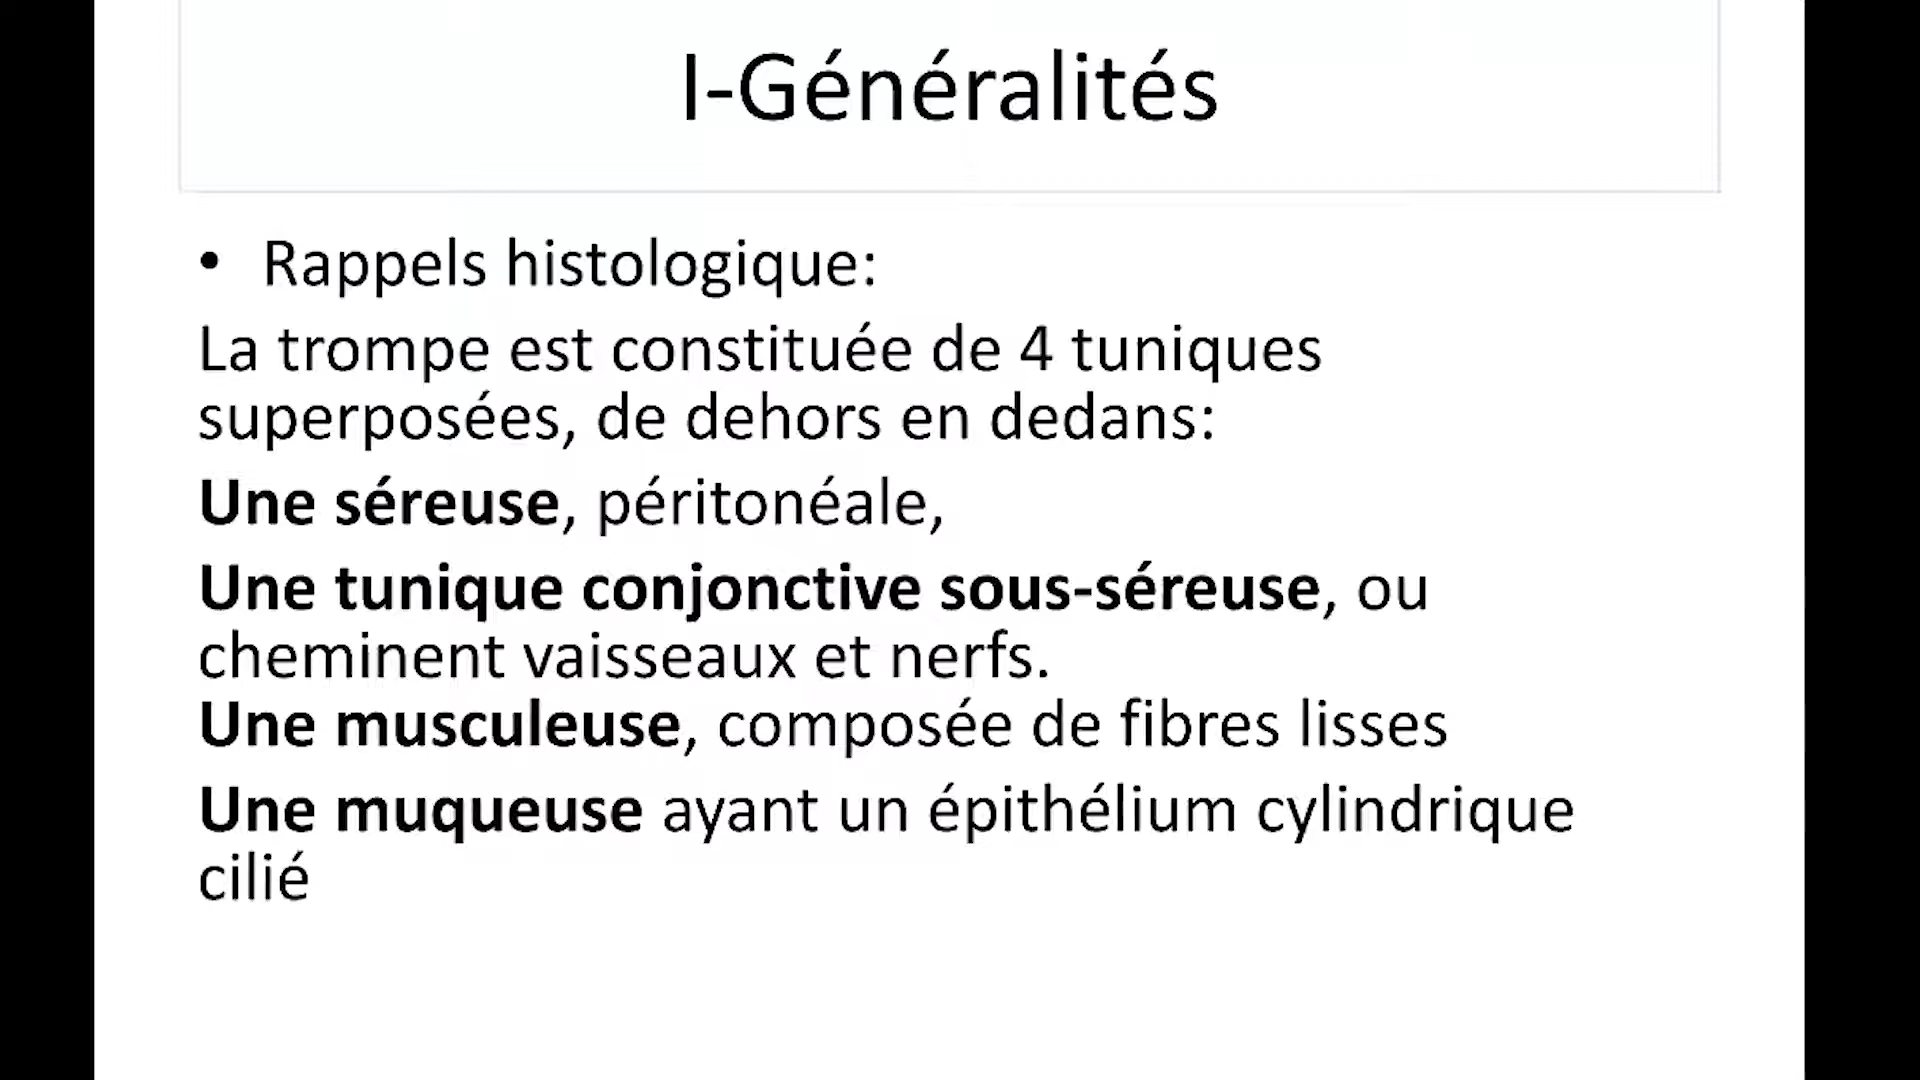 I-Généralités
• Rappels histologique:
La trompe est constituée de 4 tuniques
superposées, de dehors en dedans:
Une séreuse, péritonéale,
Une tunique conjonctive sous-séreuse, ou
cheminent vaisseaux et nerfs.
Une musculeuse, composée de fibres lisses
Une muqueuse ayant un épithélium cylindrique
cilié